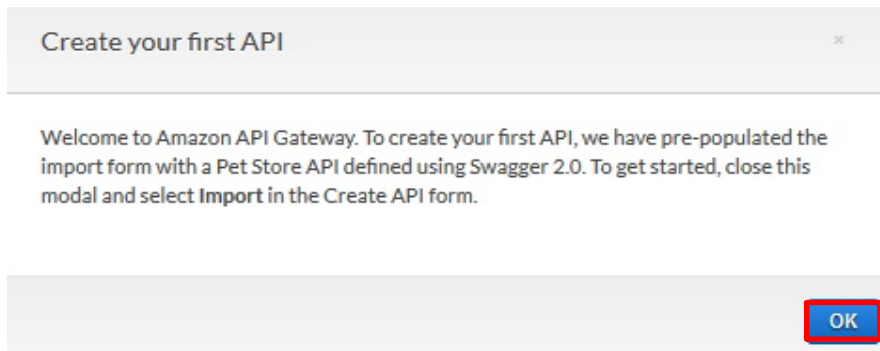 Create your first API
×
Welcome to Amazon API Gateway. To create your first API, we have pre-populated the
import form with a Pet Store API defined using Swagger 2.0. To get started, close this
modal and select Import in the Create API form.
OK